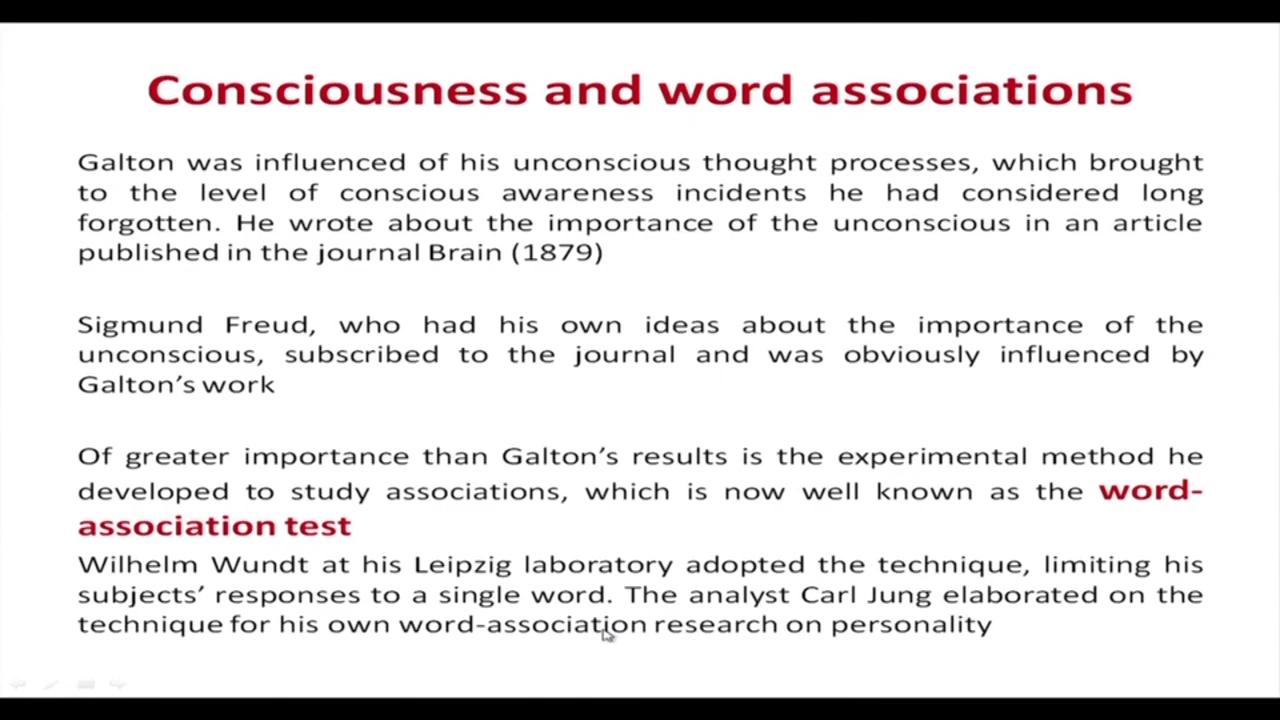 Consciousness and word associations
Galton was influenced of his unconscious thought processes, which brought
to the level of conscious awareness incidents he had considered long
forgotten. He wrote about the importance of the unconscious in an article
published in the journal Brain (1879)
Sigmund Freud, who had his own ideas about the importance of the
unconscious, subscribed to the journal and was obviously influenced by
Galton's work
Of greater importance than Galton's results is the experimental method he
developed to study associations, which is now well known as the word-
association test
Wilhelm Wundt at his Leipzig laboratory adopted the technique, limiting his
subjects' responses to a single word. The analyst Carl Jung elaborated on the
technique for his own word-association research on personality